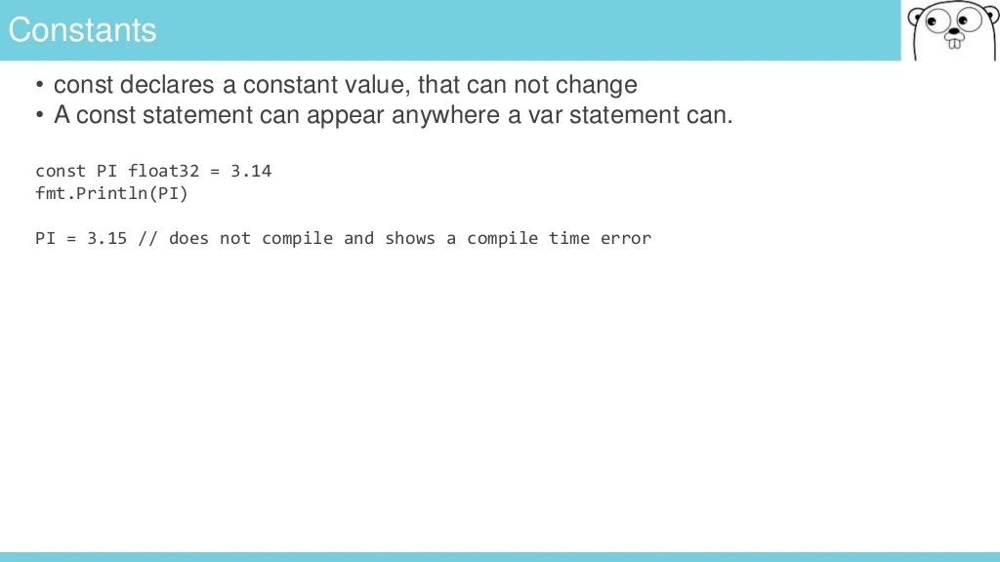 Constants
• const declares a constant value, that can not change
• A const statement can appear anywhere a var statement can.
const PI float32 = 3.14
fmt.Println(PI)
PI = 3.15 // does not compile and shows a compile time error